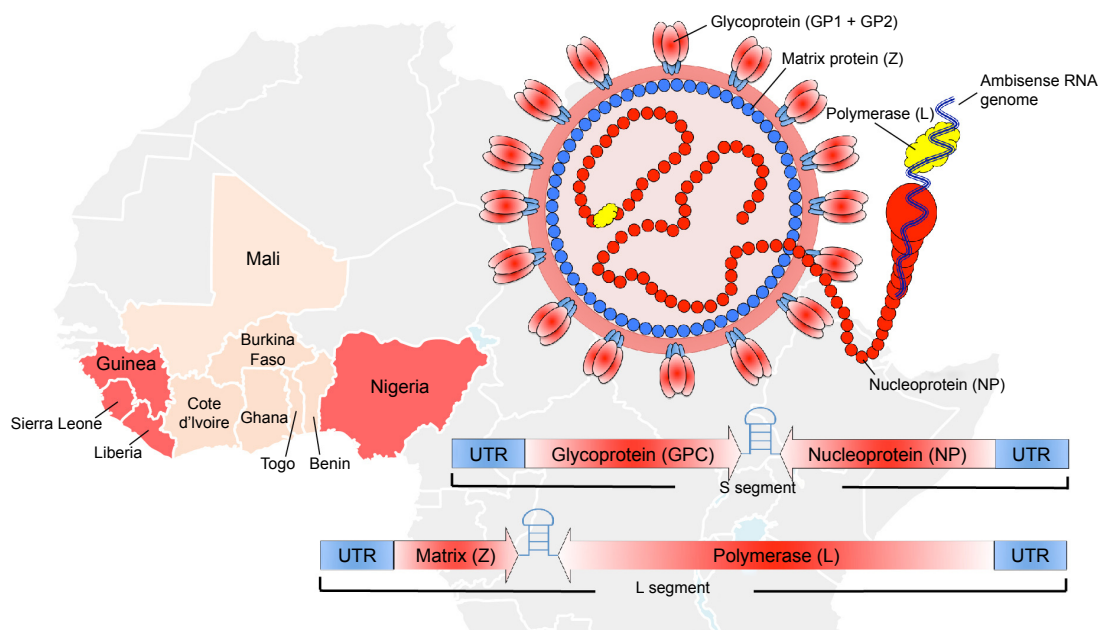 Glycoprotein (GP1 + GP2)
Matrix protein (Z)
Ambisense RNA
genome
Polymerase (L)
Nucleoprotein (NP)
Mali
Burkina
Faso
Guinea
Nigeria
Sierra Leone
Cote
d'Ivoire
Ghana
Liberia
Togo
Benin
UTR
Glycoprotein (GPC)
Nucleoprotein (NP)
UTR
S segment
UTR
Matrix (Z)
Polymerase (L)
UTR
L segment